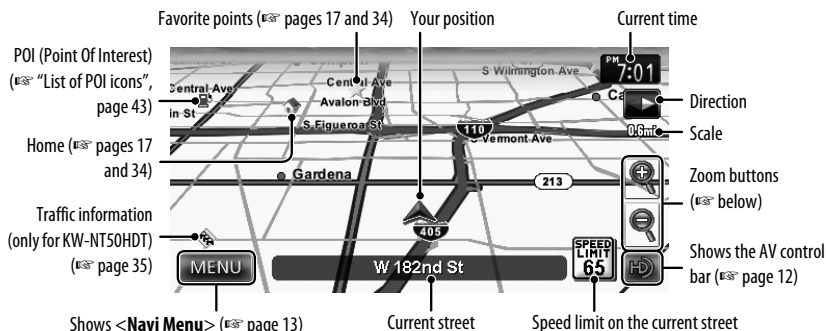 Favorite points (☞ pages 17 and 34)
Your position
Current time
POI (Point Of Interest)
(☞ "List of POI icons",
page 43)
Home (☞ pages 17
and 34)
Traffic information
(only for KW-NT50HDT)
(☞ page 35)
Shows <Navi Menu> (☞ page 13)
Current street
Speed limit on the current street
Direction
Scale
Zoom buttons
(☞ below)
Shows the AV control
bar (☞ page 12)
S Wilmington Ave
PM 7:01
Central Ave
Central Ave
Avalon Blvd
in St
S Figueroa St
110
Vermont Ave
Ca
0.6mi
Gardena
213
405
MENU
W 182nd St
SPEED
LIMIT
65